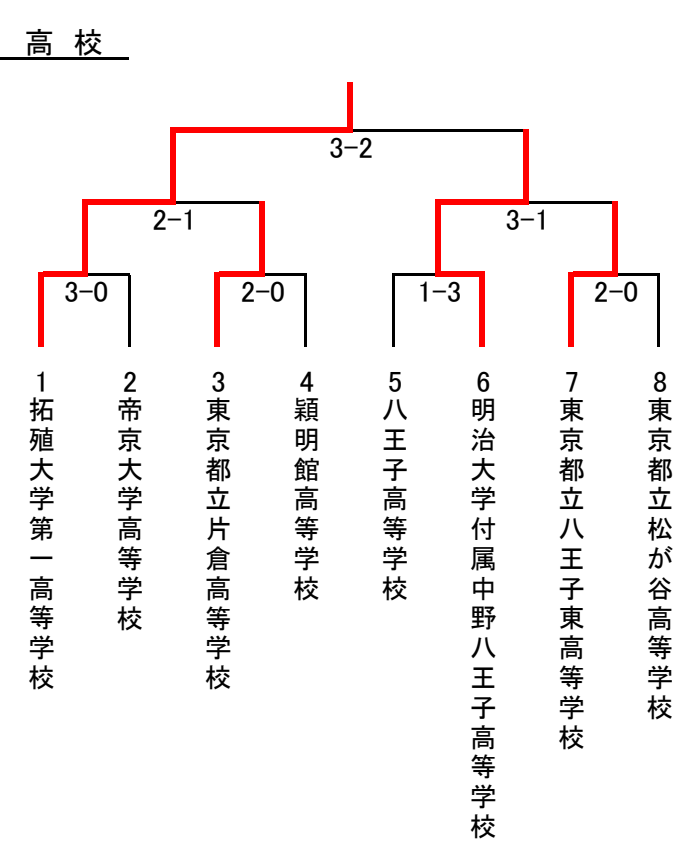 高 校
3-2
2-1
3-1
3-0
2-0
1-3
2-0
1
拓殖大学第一高等学校
2
帝京大学高等学校
3
東京都立片倉高等学校
4
穎明館高等学校
5
八王子高等学校
6
明治大学付属中野八王子高等学校
7
東京都立八王子東高等学校
8
東京都立松が谷高等学校